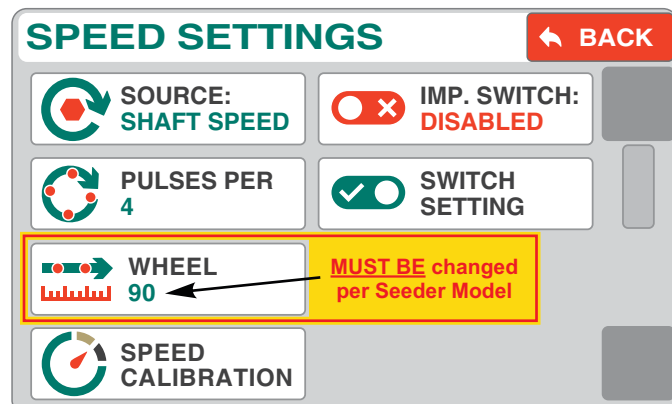 SPEED SETTINGS
BACK
SOURCE:
SHAFT SPEED
IMP. SWITCH:
DISABLED
PULSES PER
4
SWITCH
SETTING
WHEEL
90
MUST BE changed
per Seeder Model
SPEED
CALIBRATION